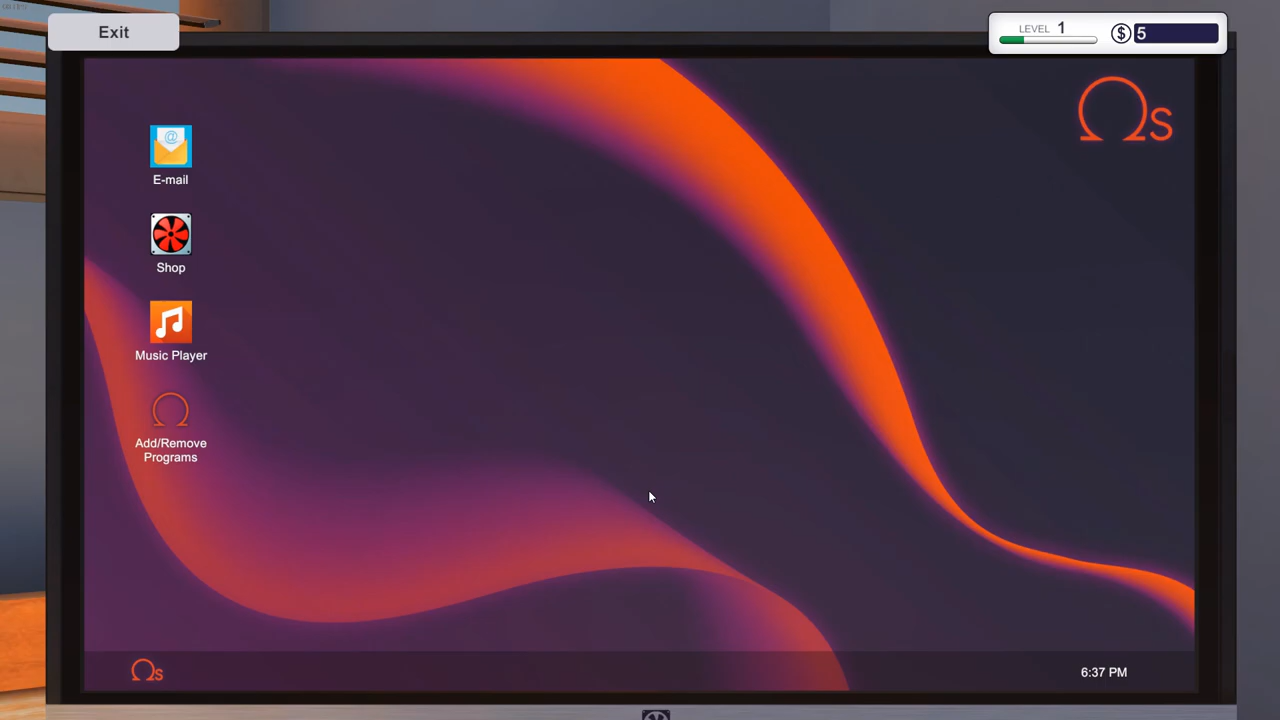 Exit
LEVEL 1
$ 5
Ωs
E-mail
Shop
Music Player
Add/Remove
Programs
Ωs
6:37 PM